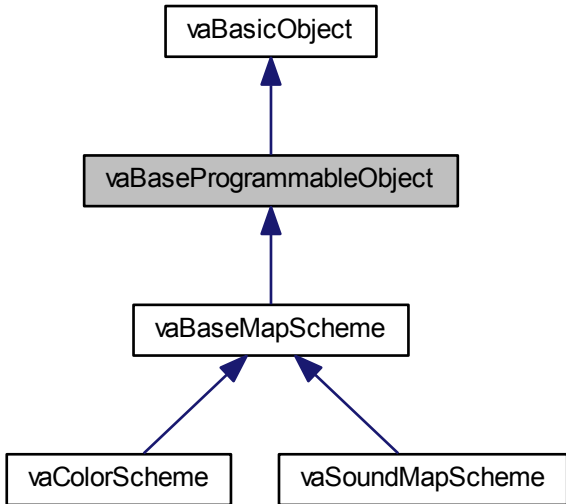 vaBasicObject
vaBaseProgrammableObject
vaBaseMapScheme
vaColorScheme
vaSoundMapScheme